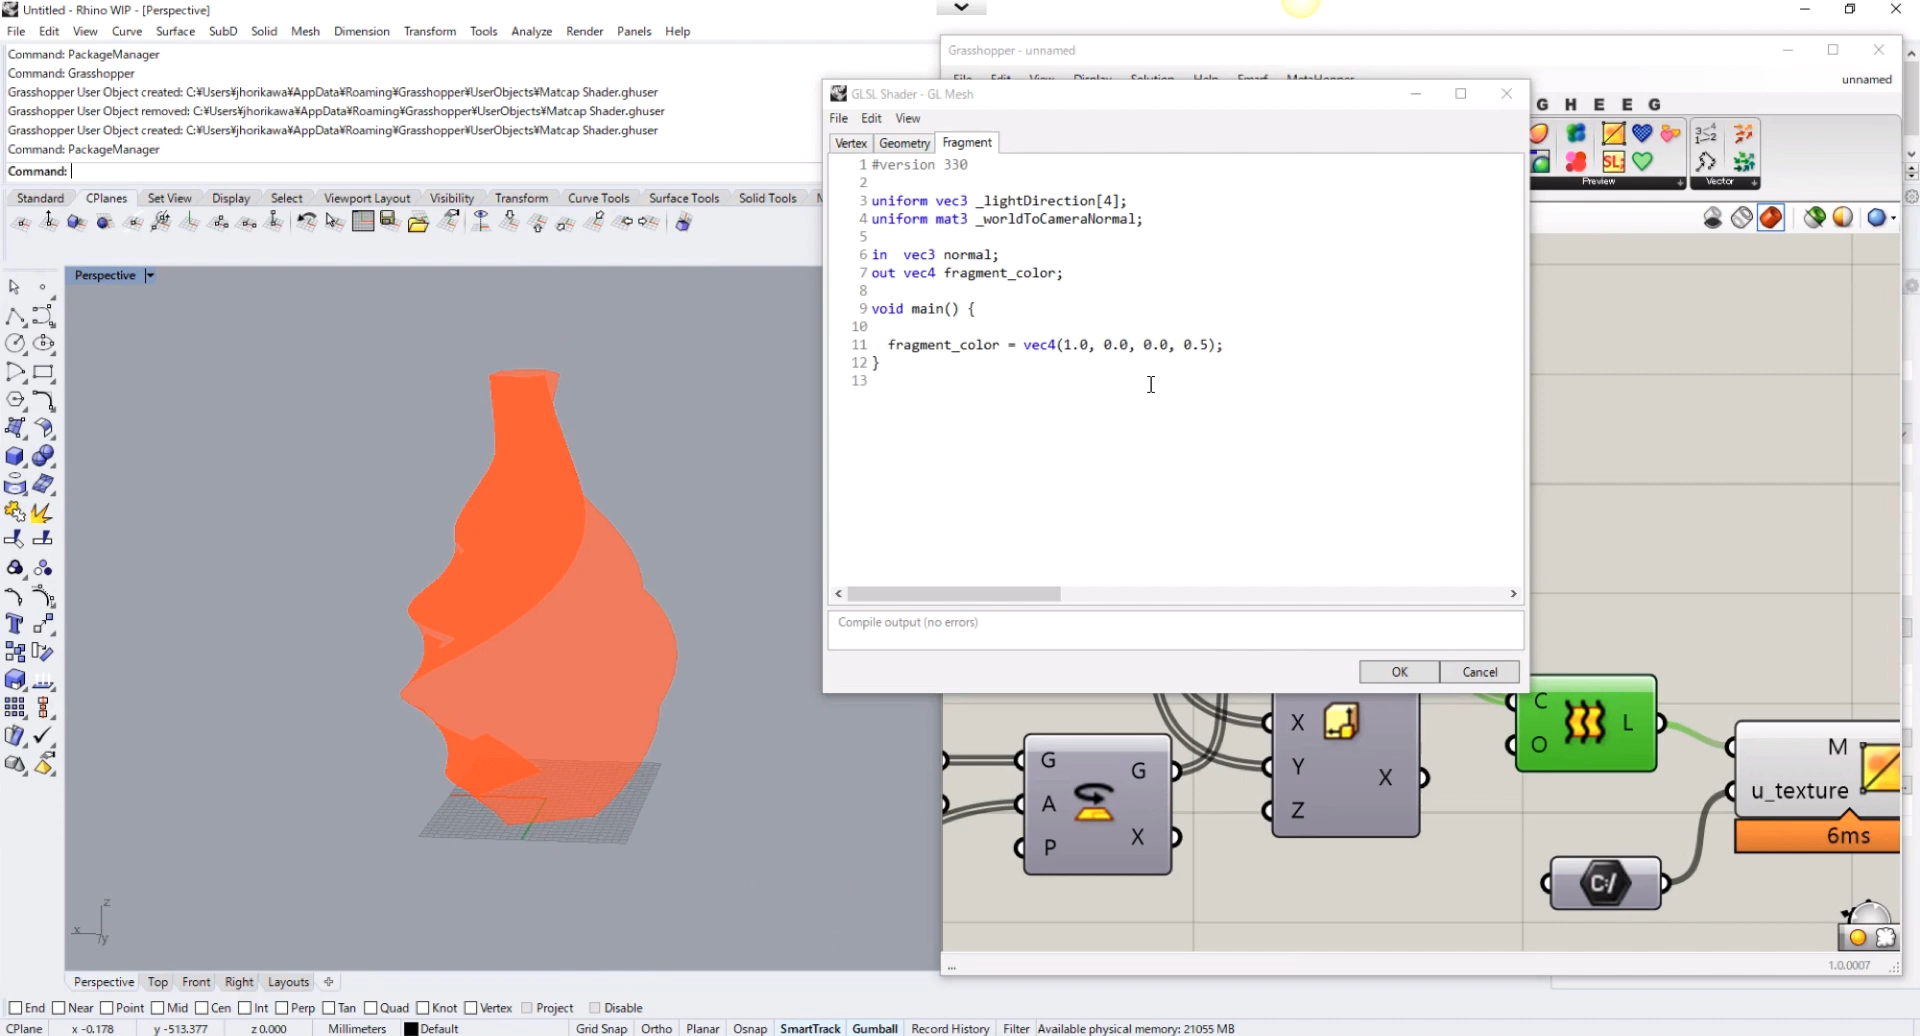 Untitled - Rhino WIP - [Perspective]
File Edit View Curve Surface SubD Solid Mesh Dimension Transform Tools Analyze Render Panels Help
Command: PackageManager
Command: Grasshopper
Grasshopper User Object created: C:¥Users¥jhorikawa¥AppData¥Roaming¥Grasshopper¥UserObjects¥Matcap Shader.ghuser
Grasshopper User Object removed: C:¥Users¥jhorikawa¥AppData¥Roaming¥Grasshopper¥UserObjects¥Matcap Shader.ghuser
Grasshopper User Object created: C:¥Users¥jhorikawa¥AppData¥Roaming¥Grasshopper¥UserObjects¥Matcap Shader.ghuser
Command: PackageManager
Command:
Standard CPlanes Set View Display Select Viewport Layout Visibility Transform Curve Tools Surface Tools Solid Tools
Perspective
Grasshopper - unnamed
File Edit View Display Solution Help MetaHopper
unnamed
G H E E G
SL:
Preview Vector
GLSL Shader - GL Mesh
File Edit View
Vertex Geometry Fragment
1 #version 330
2
3 uniform vec3 _lightDirection[4];
4 uniform mat3 _worldToCameraNormal;
5
6 in vec3 normal;
7 out vec4 fragment_color;
8
9 void main() {
10
11 fragment_color = vec4(1.0, 0.0, 0.0, 0.5);
12 }
13
Compile output (no errors)
OK Cancel
G A P G X
X Y Z X
C O L
M
u_texture
6ms
C:/
...
1.0.0007
z
x
y
Perspective Top Front Right Layouts
End Near Point Mid Cen Int Perp Tan Quad Knot Vertex Project Disable
CPlane x -0.178 y -513.377 z 0.000 Millimeters Default Grid Snap Ortho Planar Osnap SmartTrack Gumball Record History Filter Available physical memory: 21055 MB